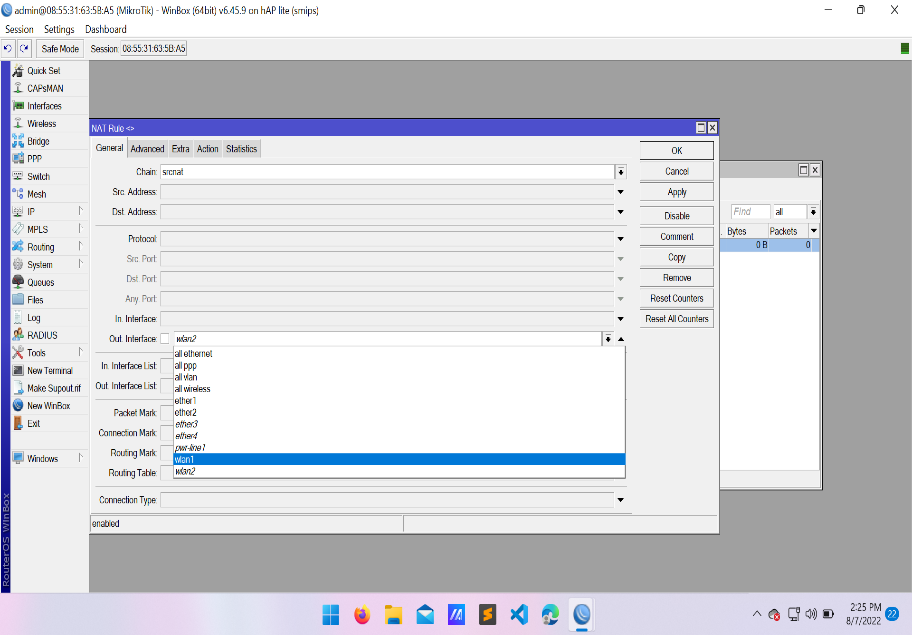 admin@08:55:31:63:5B:A5 (MikroTik) - WinBox (64bit) v6.45.9 on hAP lite (smips)
Session Settings Dashboard
Safe Mode Session: 08:55:31:63:5B:A5
Quick Set
CAPsMAN
Interfaces
Wireless
Bridge
PPP
Switch
Mesh
IP
MPLS
Routing
System
Queues
Files
Log
RADIUS
Tools
New Terminal
Make Supout.rif
New WinBox
Exit
Windows
RouterOS WinBox
NAT Rule <>
General Advanced Extra Action Statistics
Chain: srcnat
Src. Address:
Dst. Address:
Protocol:
Src. Port:
Dst. Port:
Any. Port:
In. Interface:
Out. Interface: wlan2
all ethernet
all ppp
all vlan
all wireless
ether1
ether2
ether3
ether4
pwr-line1
wlan1
wlan2
In. Interface List:
Out. Interface List:
Packet Mark:
Connection Mark:
Routing Mark:
Routing Table:
Connection Type:
enabled
OK
Cancel
Apply
Disable
Comment
Copy
Remove
Reset Counters
Reset All Counters
Find all
Bytes Packets
0 B 0
2:25 PM
8/7/2022
22